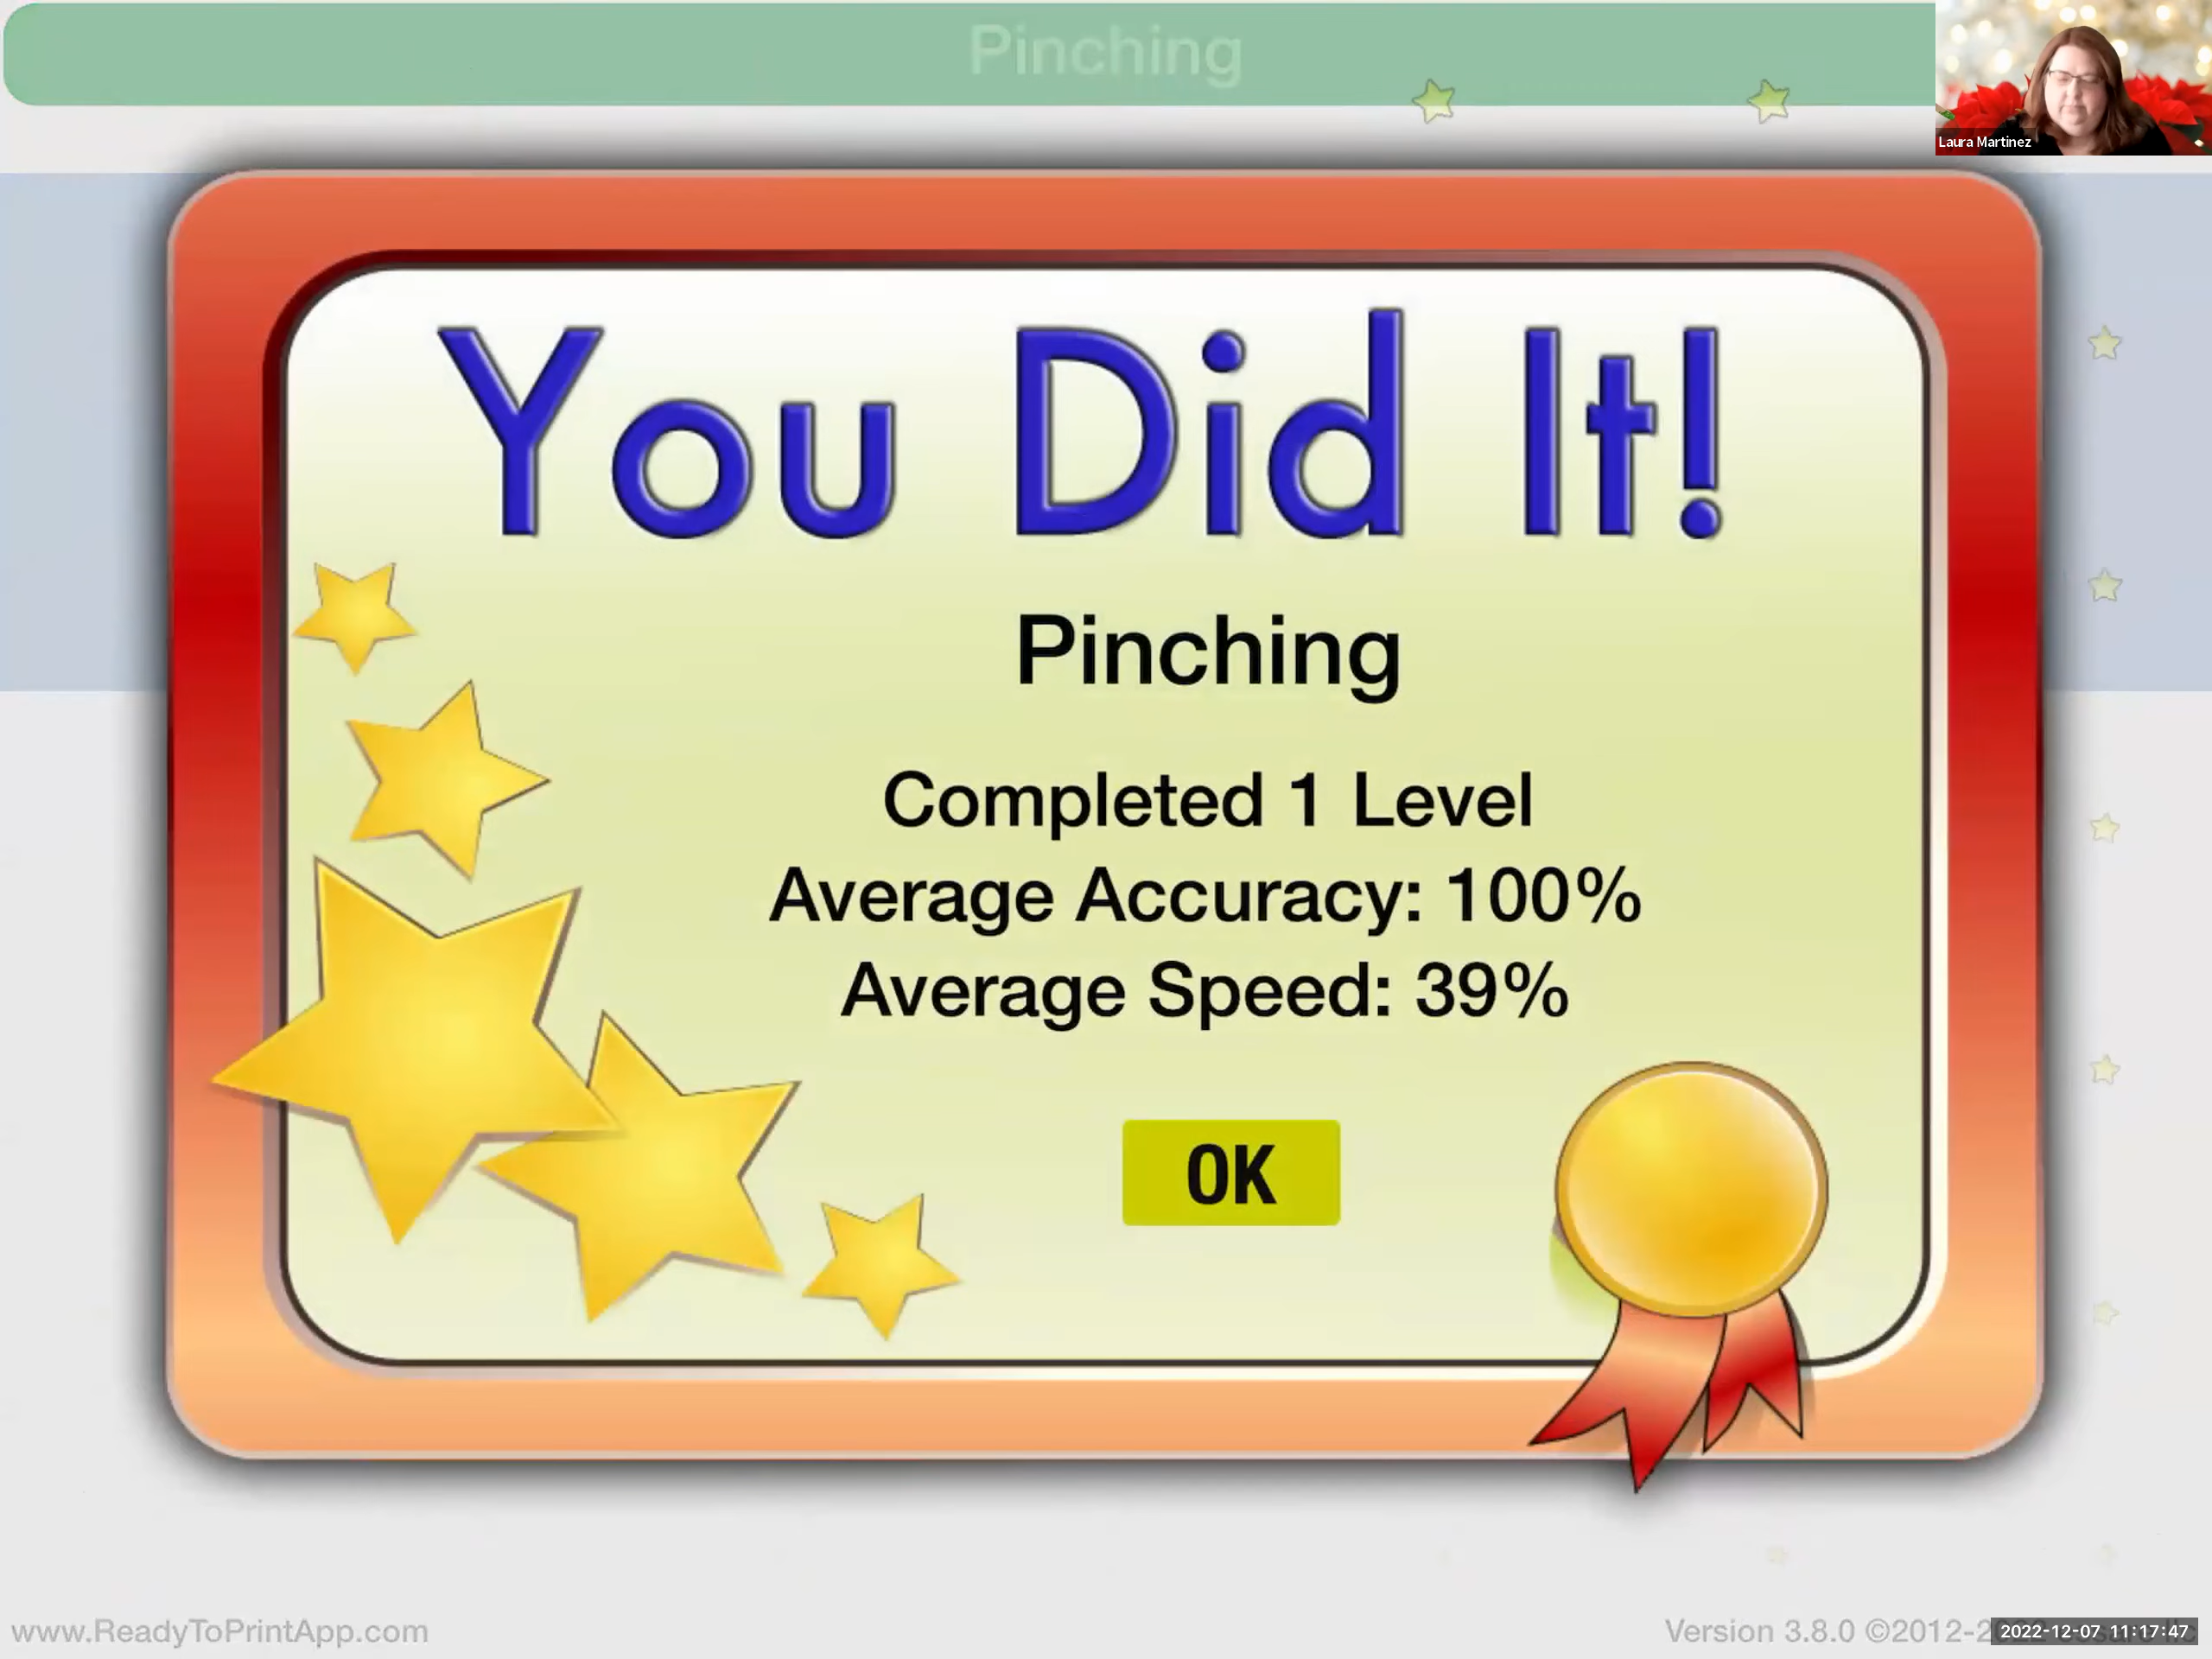 Pinching
Laura Martinez
You Did It!
Pinching
Completed 1 Level
Average Accuracy: 100%
Average Speed: 39%
OK
www.ReadyToPrintApp.com
Version 3.8.0 ©2012-2
2022-12-07 11:17:47